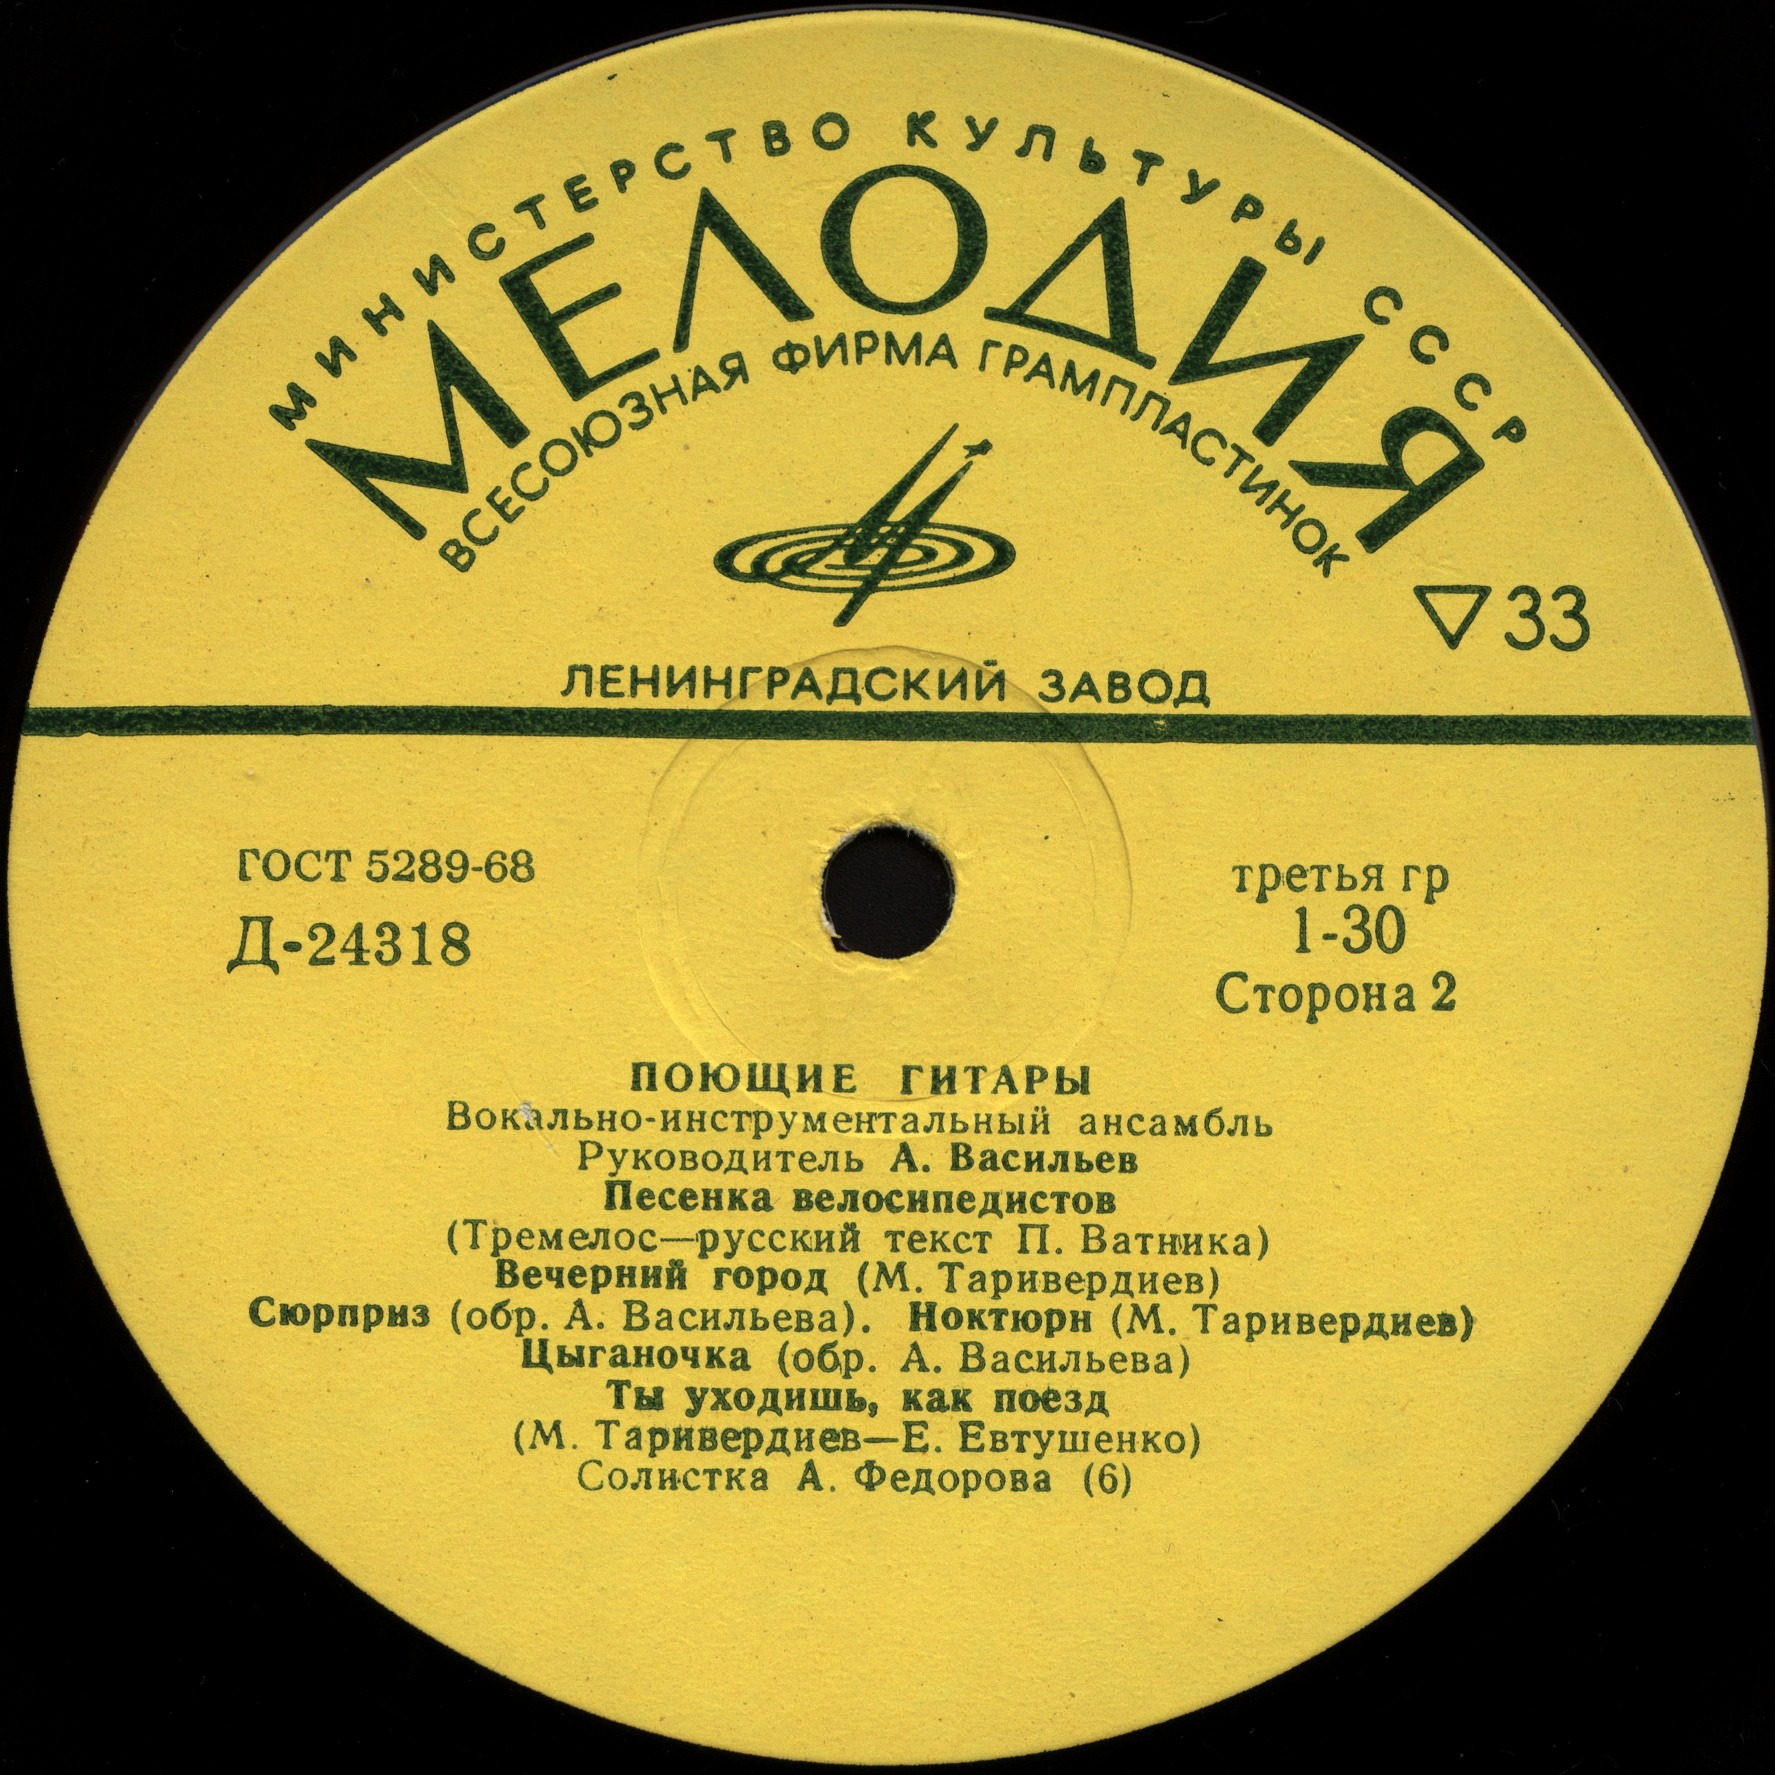 МИНИСТЕРСТВО КУЛЬТУРЫ СССР
МЕЛОДИЯ
ВСЕСОЮЗНАЯ ФИРМА ГРАМПЛАСТИНОК
33
ЛЕНИНГРАДСКИЙ ЗАВОД
ГОСТ 5289-68
Д-24318
третья гр
1-30
Сторона 2
ПОЮЩИЕ ГИТАРЫ
Вокально-инструментальный ансамбль
Руководитель А. Васильев
Песенка велосипедистов
(Тремелос—русский текст П. Ватника)
Вечерний город (М. Таривердиев)
Сюрприз (обр. А. Васильева). Ноктюрн (М. Таривердиев)
Цыганочка (обр. А. Васильева)
Ты уходишь, как поезд
(М. Таривердиев—Е. Евтушенко)
Солистка А. Федорова (6)